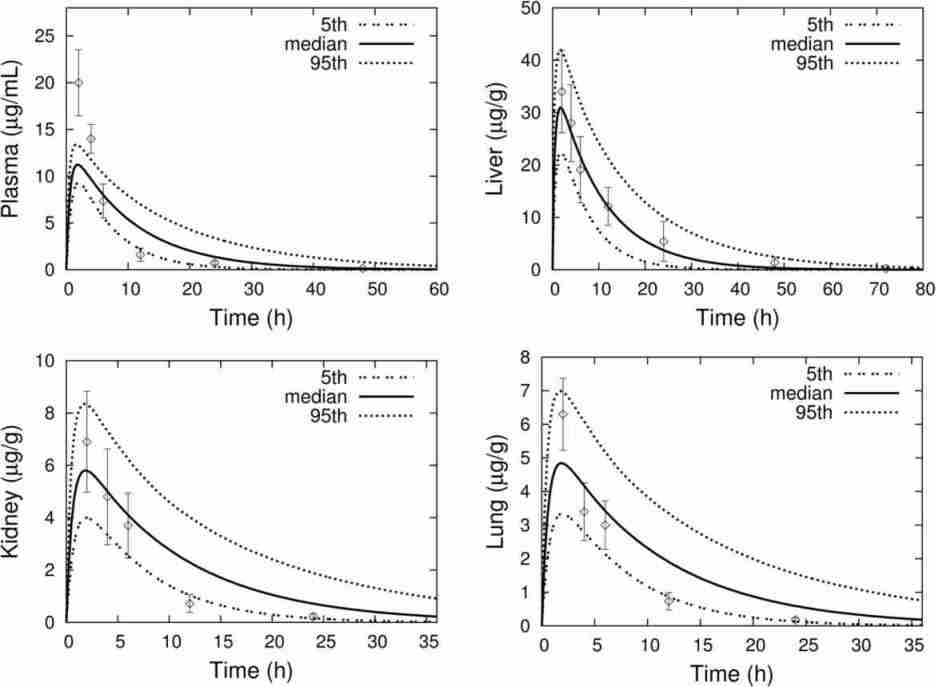 5th
median
95th
25
20
15
10
5
0
Plasma (μg/mL)
0 10 20 30 40 50 60
Time (h)
5th
median
95th
50
40
30
20
10
0
Liver (μg/g)
0 10 20 30 40 50 60 70 80
Time (h)
5th
median
95th
10
8
6
4
2
0
Kidney (μg/g)
0 5 10 15 20 25 30 35
Time (h)
5th
median
95th
8
7
6
5
4
3
2
1
0
Lung (μg/g)
0 5 10 15 20 25 30 35
Time (h)